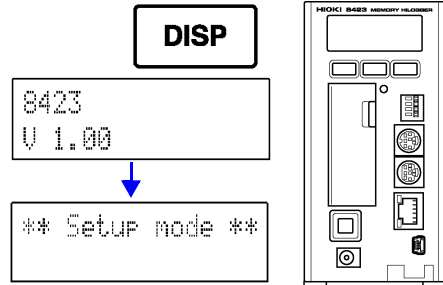 DISP
8423
V 1.00
** Setup mode **
HIOKI 8423 MEMORY HiLOGGER